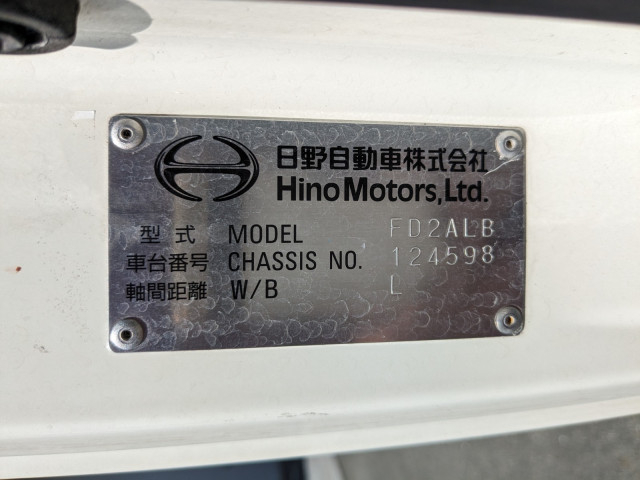 日野自動車株式会社
Hino Motors, Ltd.
型式 MODEL FD2ALB
車台番号 CHASSIS NO. 124598
軸間距離 W/B L